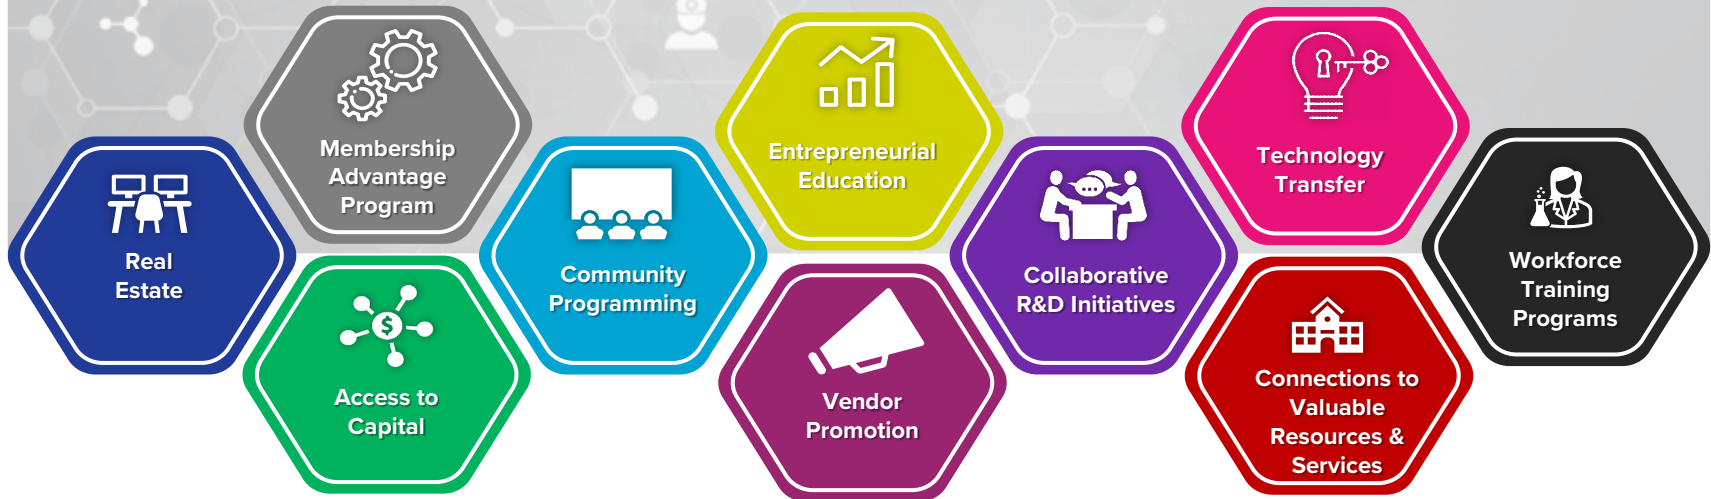 Real
Estate
Membership
Advantage
Program
Access to
Capital
Community
Programming
Entrepreneurial
Education
Vendor
Promotion
Collaborative
R&D Initiatives
Technology
Transfer
Connections to
Valuable
Resources &
Services
Workforce
Training
Programs